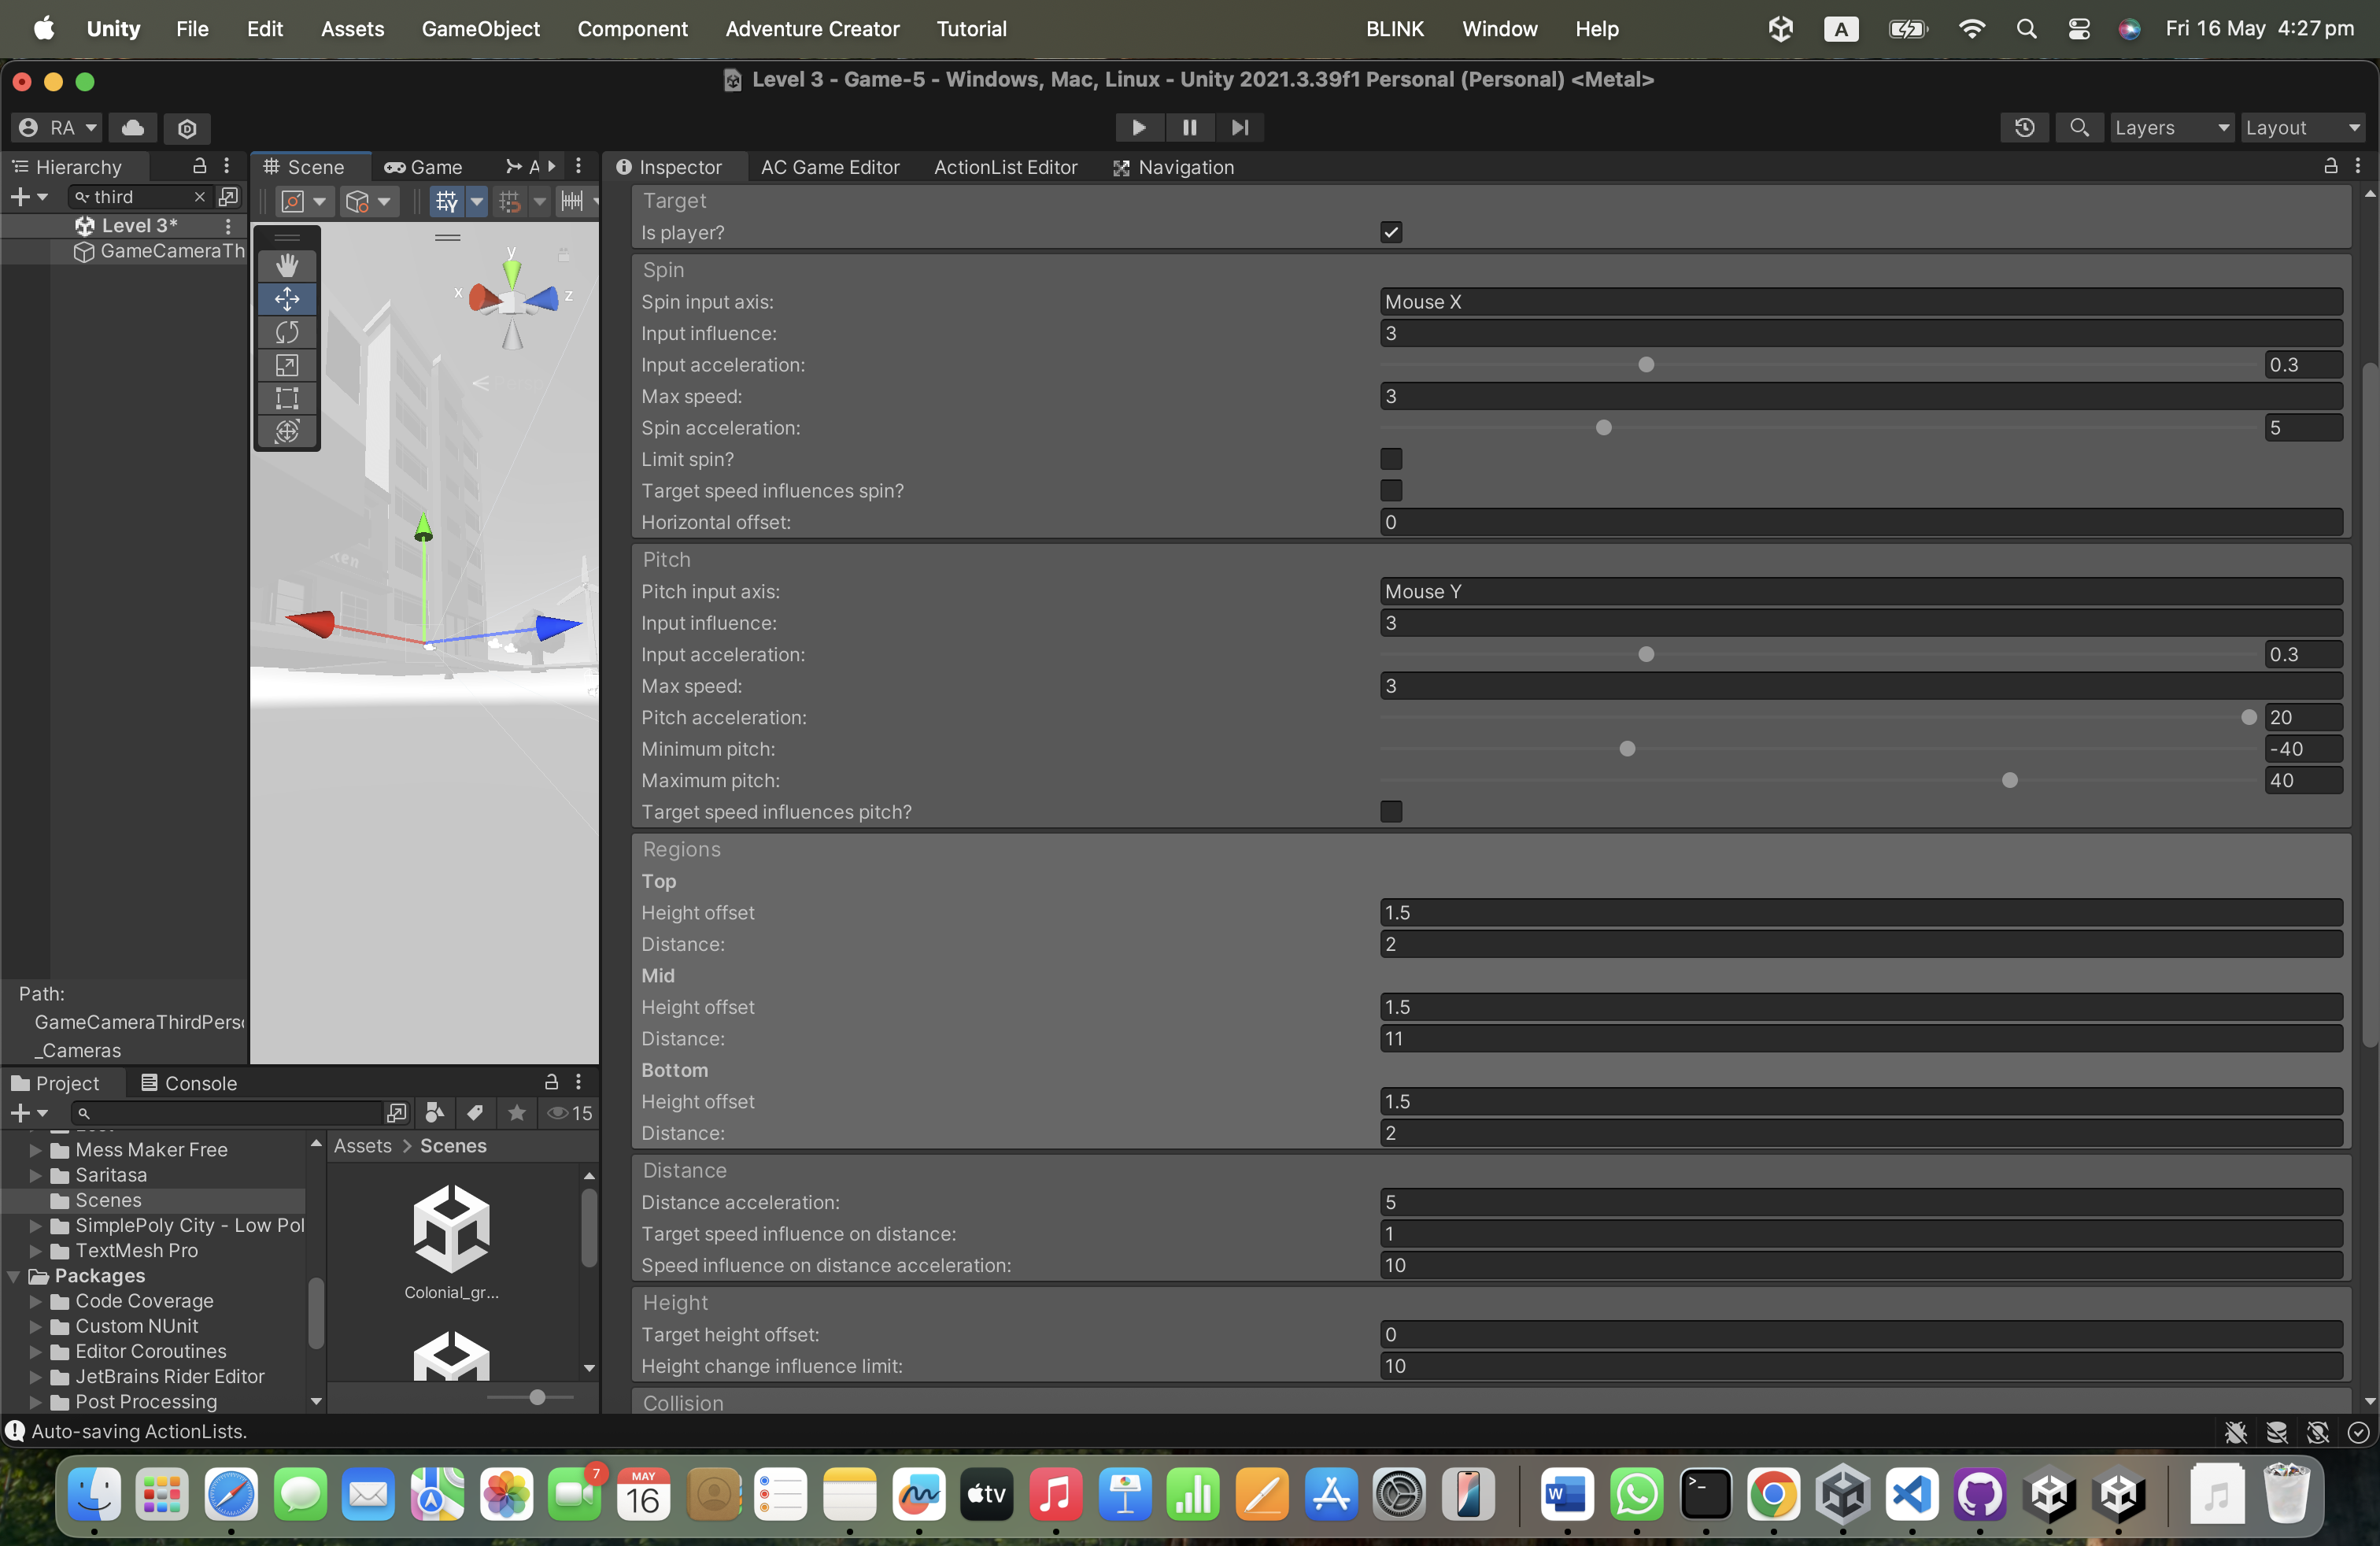 Unity File Edit Assets GameObject Component Adventure Creator Tutorial BLINK Window Help A Fri 16 May 4:27 pm
Level 3 - Game-5 - Windows, Mac, Linux - Unity 2021.3.39f1 Personal (Personal) <Metal>
RA Layers Layout
Hierarchy Scene Game A Inspector AC Game Editor ActionList Editor Navigation
third
Level 3*
GameCameraTh
y
x
z
ken
Target
Is player?
Spin
Spin input axis: Mouse X
Input influence: 3
Input acceleration: 0.3
Max speed: 3
Spin acceleration: 5
Limit spin?
Target speed influences spin?
Horizontal offset: 0
Pitch
Pitch input axis: Mouse Y
Input influence: 3
Input acceleration: 0.3
Max speed: 3
Pitch acceleration: 20
Minimum pitch: -40
Maximum pitch: 40
Target speed influences pitch?
Regions
Top
Height offset 1.5
Distance: 2
Mid
Height offset 1.5
Distance: 11
Bottom
Height offset 1.5
Distance: 2
Distance
Distance acceleration: 5
Target speed influence on distance: 1
Speed influence on distance acceleration: 10
Height
Target height offset: 0
Height change influence limit: 10
Collision
Path:
GameCameraThirdPers
_Cameras
Project Console
15
Mess Maker Free
Saritasa
Scenes
SimplePoly City - Low Pol
TextMesh Pro
Packages
Code Coverage
Custom NUnit
Editor Coroutines
JetBrains Rider Editor
Post Processing
Assets > Scenes
Colonial_gr...
Auto-saving ActionLists.
7
MAY
16
tv
W
>_